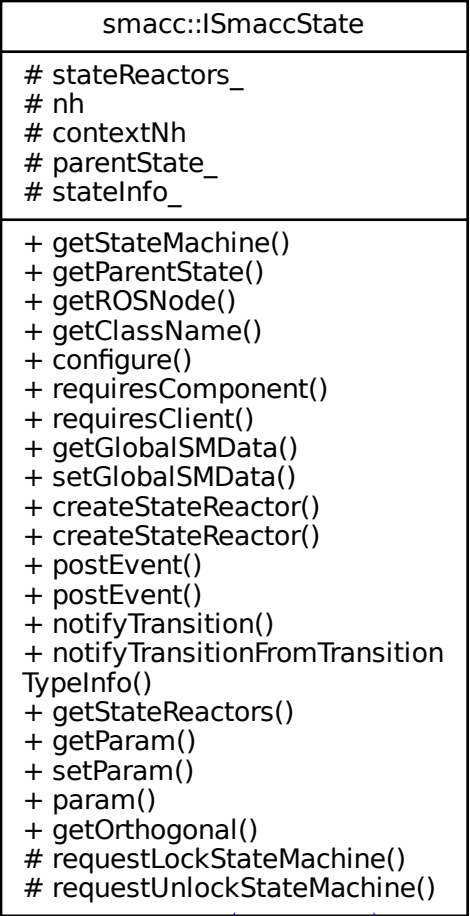 smacc::ISmaccState
# stateReactors_
# nh
# contextNh
# parentState_
# stateInfo_
+ getStateMachine()
+ getParentState()
+ getROSNode()
+ getClassName()
+ configure()
+ requiresComponent()
+ requiresClient()
+ getGlobalSMData()
+ setGlobalSMData()
+ createStateReactor()
+ createStateReactor()
+ postEvent()
+ postEvent()
+ notifyTransition()
+ notifyTransitionFromTransition
TypeInfo()
+ getStateReactors()
+ getParam()
+ setParam()
+ param()
+ getOrthogonal()
# requestLockStateMachine()
# requestUnlockStateMachine()